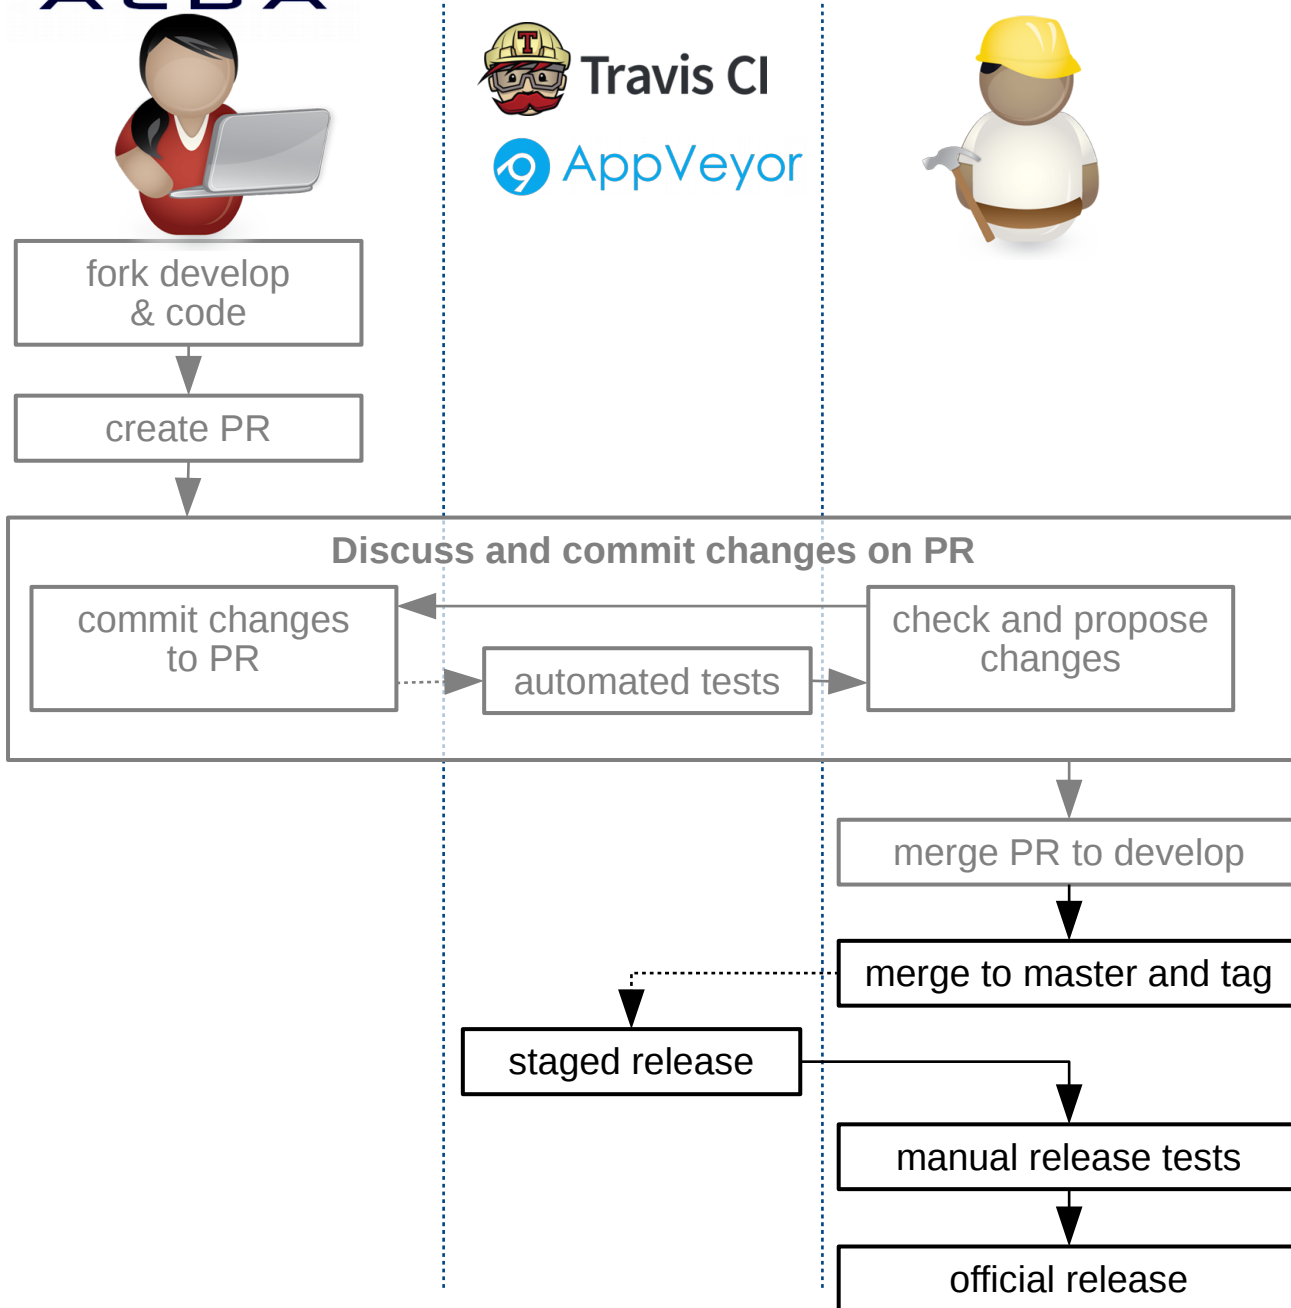 ALBA
Travis CI
AppVeyor
fork develop
& code
create PR
Discuss and commit changes on PR
commit changes
to PR
automated tests
check and propose
changes
merge PR to develop
merge to master and tag
staged release
manual release tests
official release